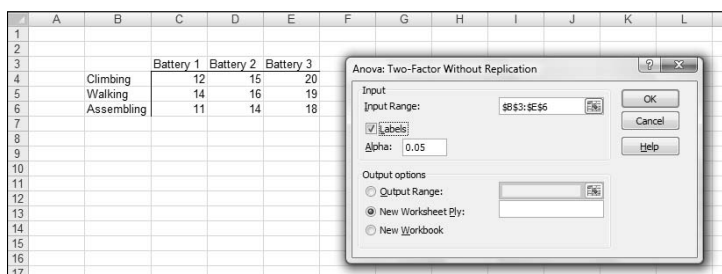 A B C D E F G H I J K L
1
2
3 Battery 1 Battery 2 Battery 3
4 Climbing 12 15 20
5 Walking 14 16 19
6 Assembling 11 14 18
7
8
9
10
11
12
13
14
15
16
17
Anova: Two-Factor Without Replication
Input
Input Range: $B$3:$E$6
Labels
Alpha: 0.05
OK
Cancel
Help
Output options
Output Range:
New Worksheet Ply:
New Workbook